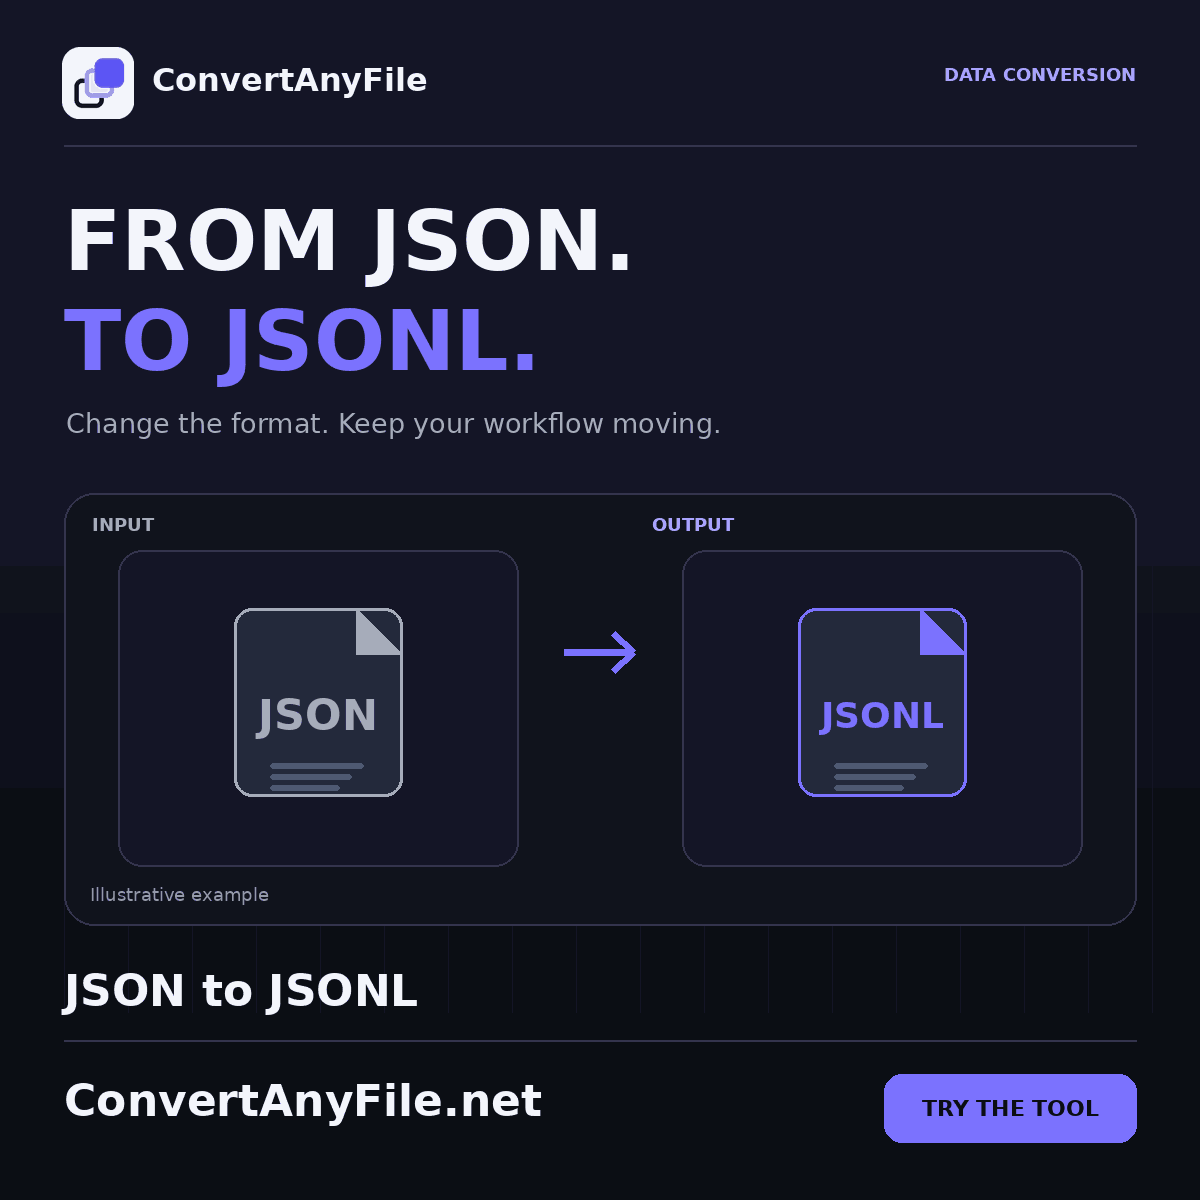 ConvertAnyFile
DATA CONVERSION
FROM JSON.
TO JSONL.
Change the format. Keep your workflow moving.
INPUT
OUTPUT
JSON
JSONL
Illustrative example
JSON to JSONL
ConvertAnyFile.net
TRY THE TOOL